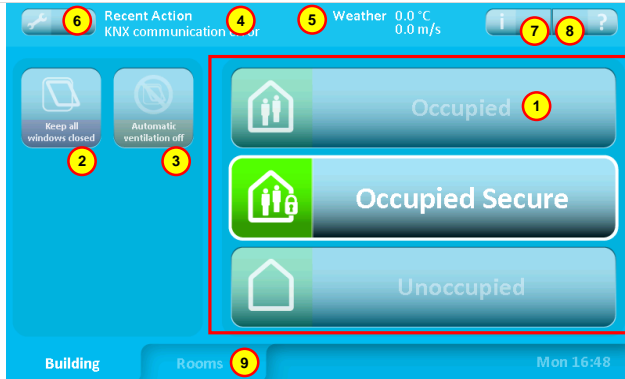 6
Recent Action
KNX communication error
4
5
Weather 0.0 °C
0.0 m/s
i
7
8
?
Occupied
1
Keep all
windows closed
2
Automatic
ventilation off
3
Occupied Secure
Unoccupied
Building
Rooms
9
Mon 16:48